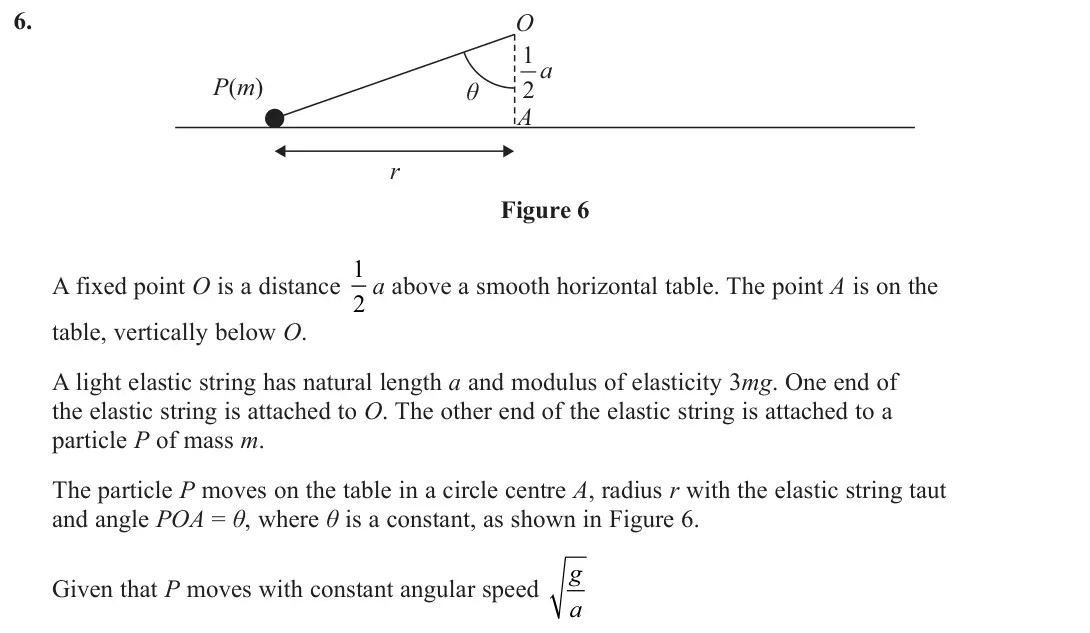 6.
O
1/2 a
P(m)
θ
A
r
Figure 6
A fixed point O is a distance 1/2 a above a smooth horizontal table. The point A is on the
table, vertically below O.
A light elastic string has natural length a and modulus of elasticity 3mg. One end of
the elastic string is attached to O. The other end of the elastic string is attached to a
particle P of mass m.
The particle P moves on the table in a circle centre A, radius r with the elastic string taut
and angle POA = θ, where θ is a constant, as shown in Figure 6.
Given that P moves with constant angular speed √(g/a)